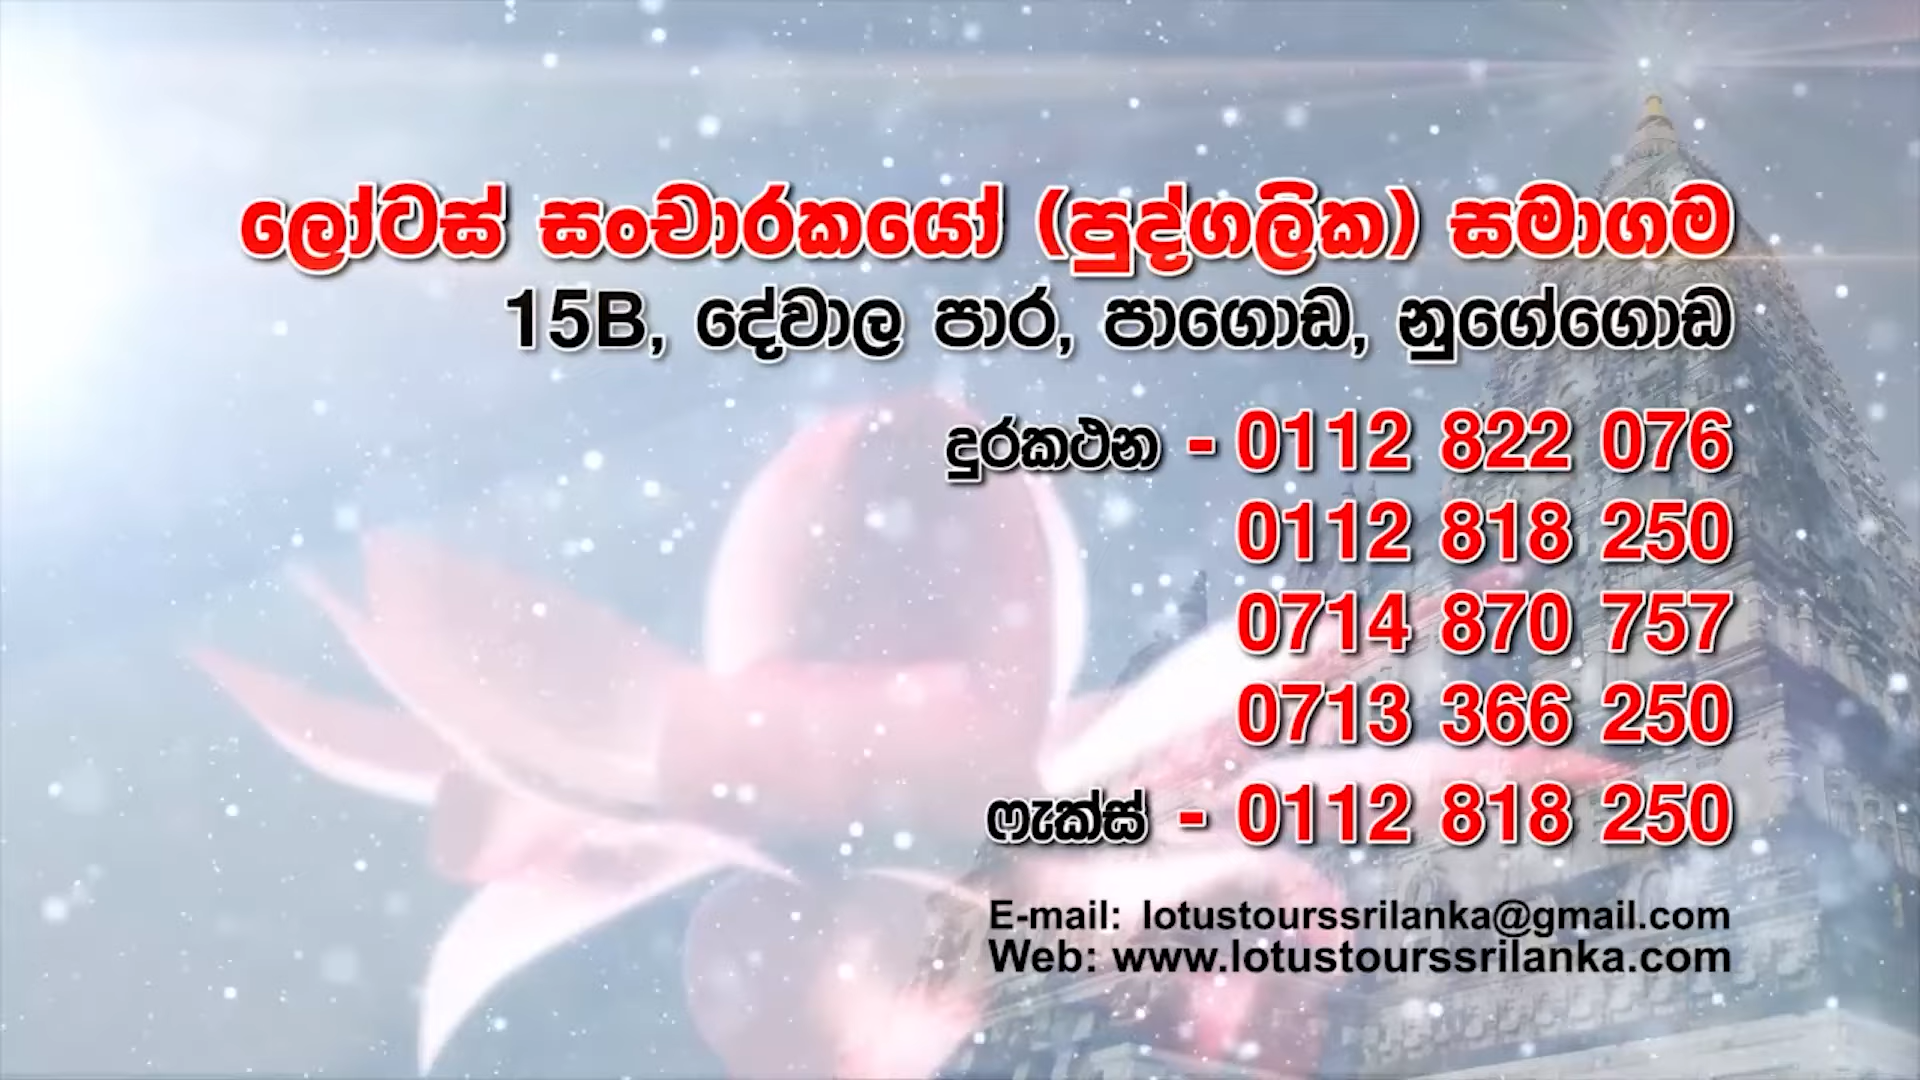 ලෝටස් සංචාරකයෝ (පුද්ගලික) සමාගම
15B, දේවාල පාර, පාගොඩ, නුගේගොඩ
දුරකථන - 0112 822 076
0112 818 250
0714 870 757
0713 366 250
ෆැක්ස් - 0112 818 250
E-mail: lotustourssrilanka@gmail.com
Web: www.lotustourssrilanka.com